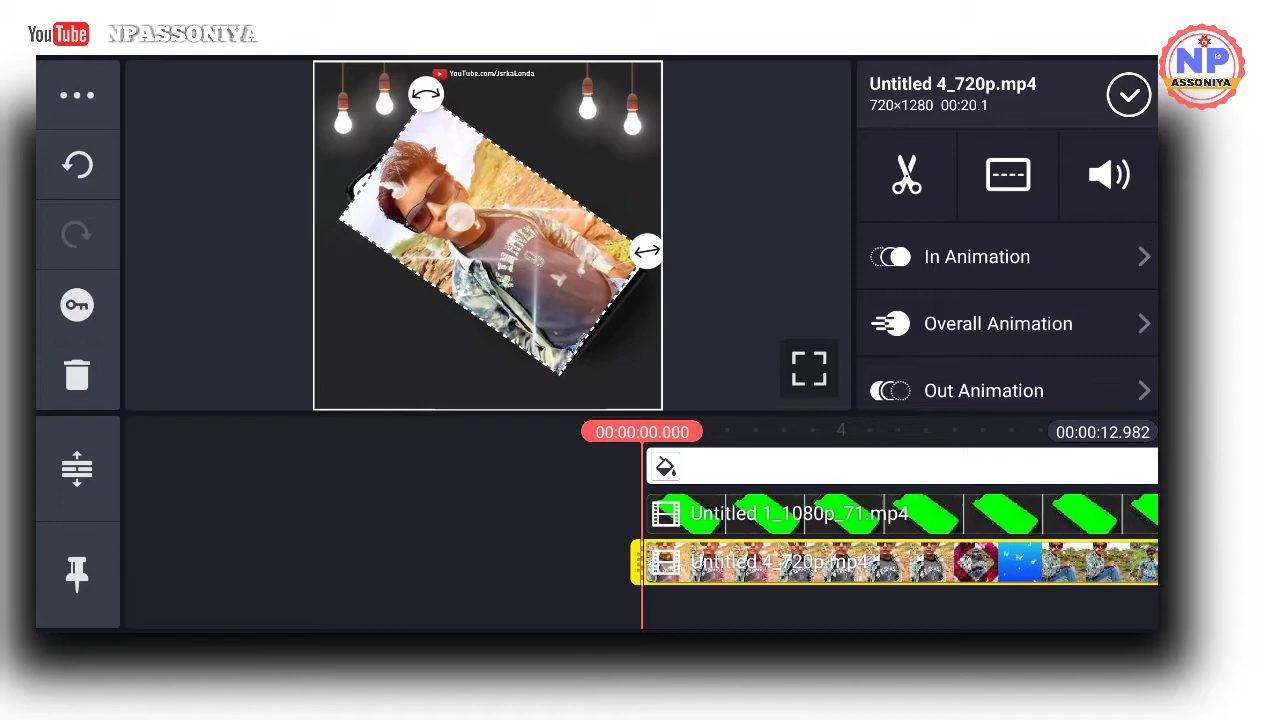 YouTube NPASSONIYA
NP
ASSONIYA
YouTube.com/JsrkaLonda
Untitled 4_720p.mp4
720×1280 00:20.1
In Animation
Overall Animation
Out Animation
00:00:00.000
4
00:00:12.982
Untitled 1_1080p_71.mp4
Untitled 4_720p.mp4